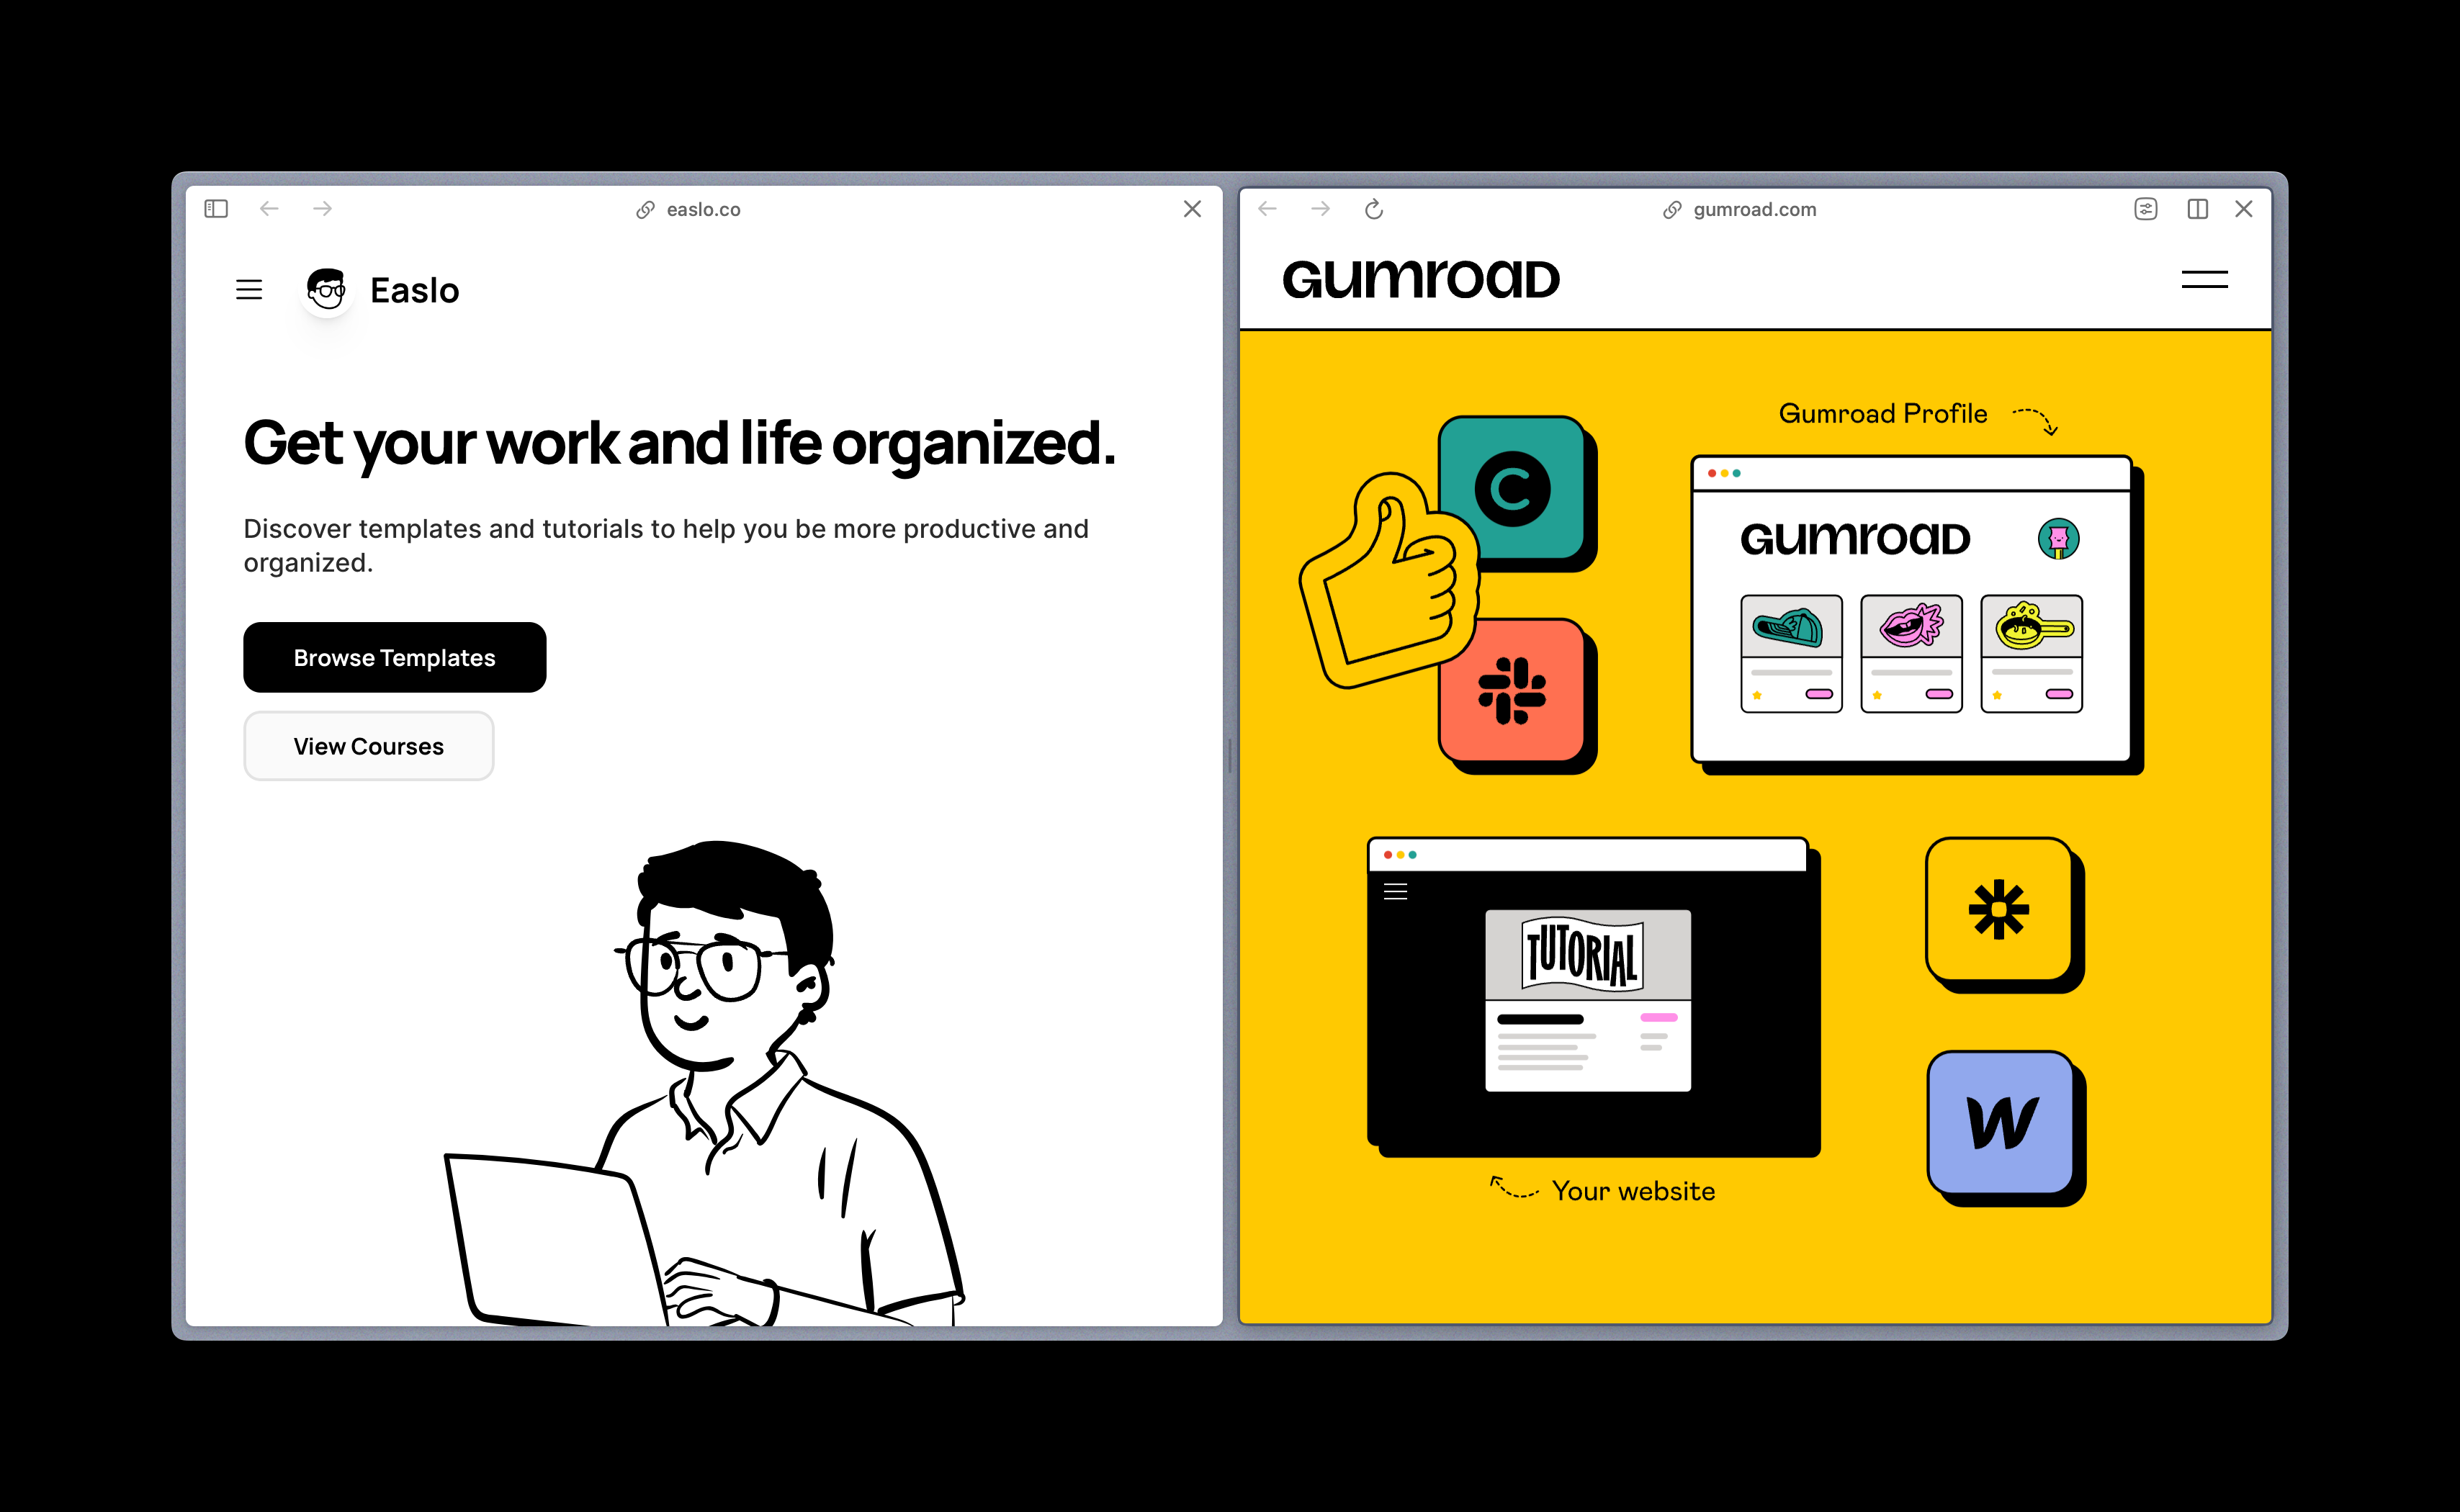 easlo.co
Easlo
Get your work and life organized.
Discover templates and tutorials to help you be more productive and
organized.
Browse Templates
View Courses
gumroad.com
GUMROAD
Gumroad Profile
C
GUMROAD
TUTORIAL
Your website
W